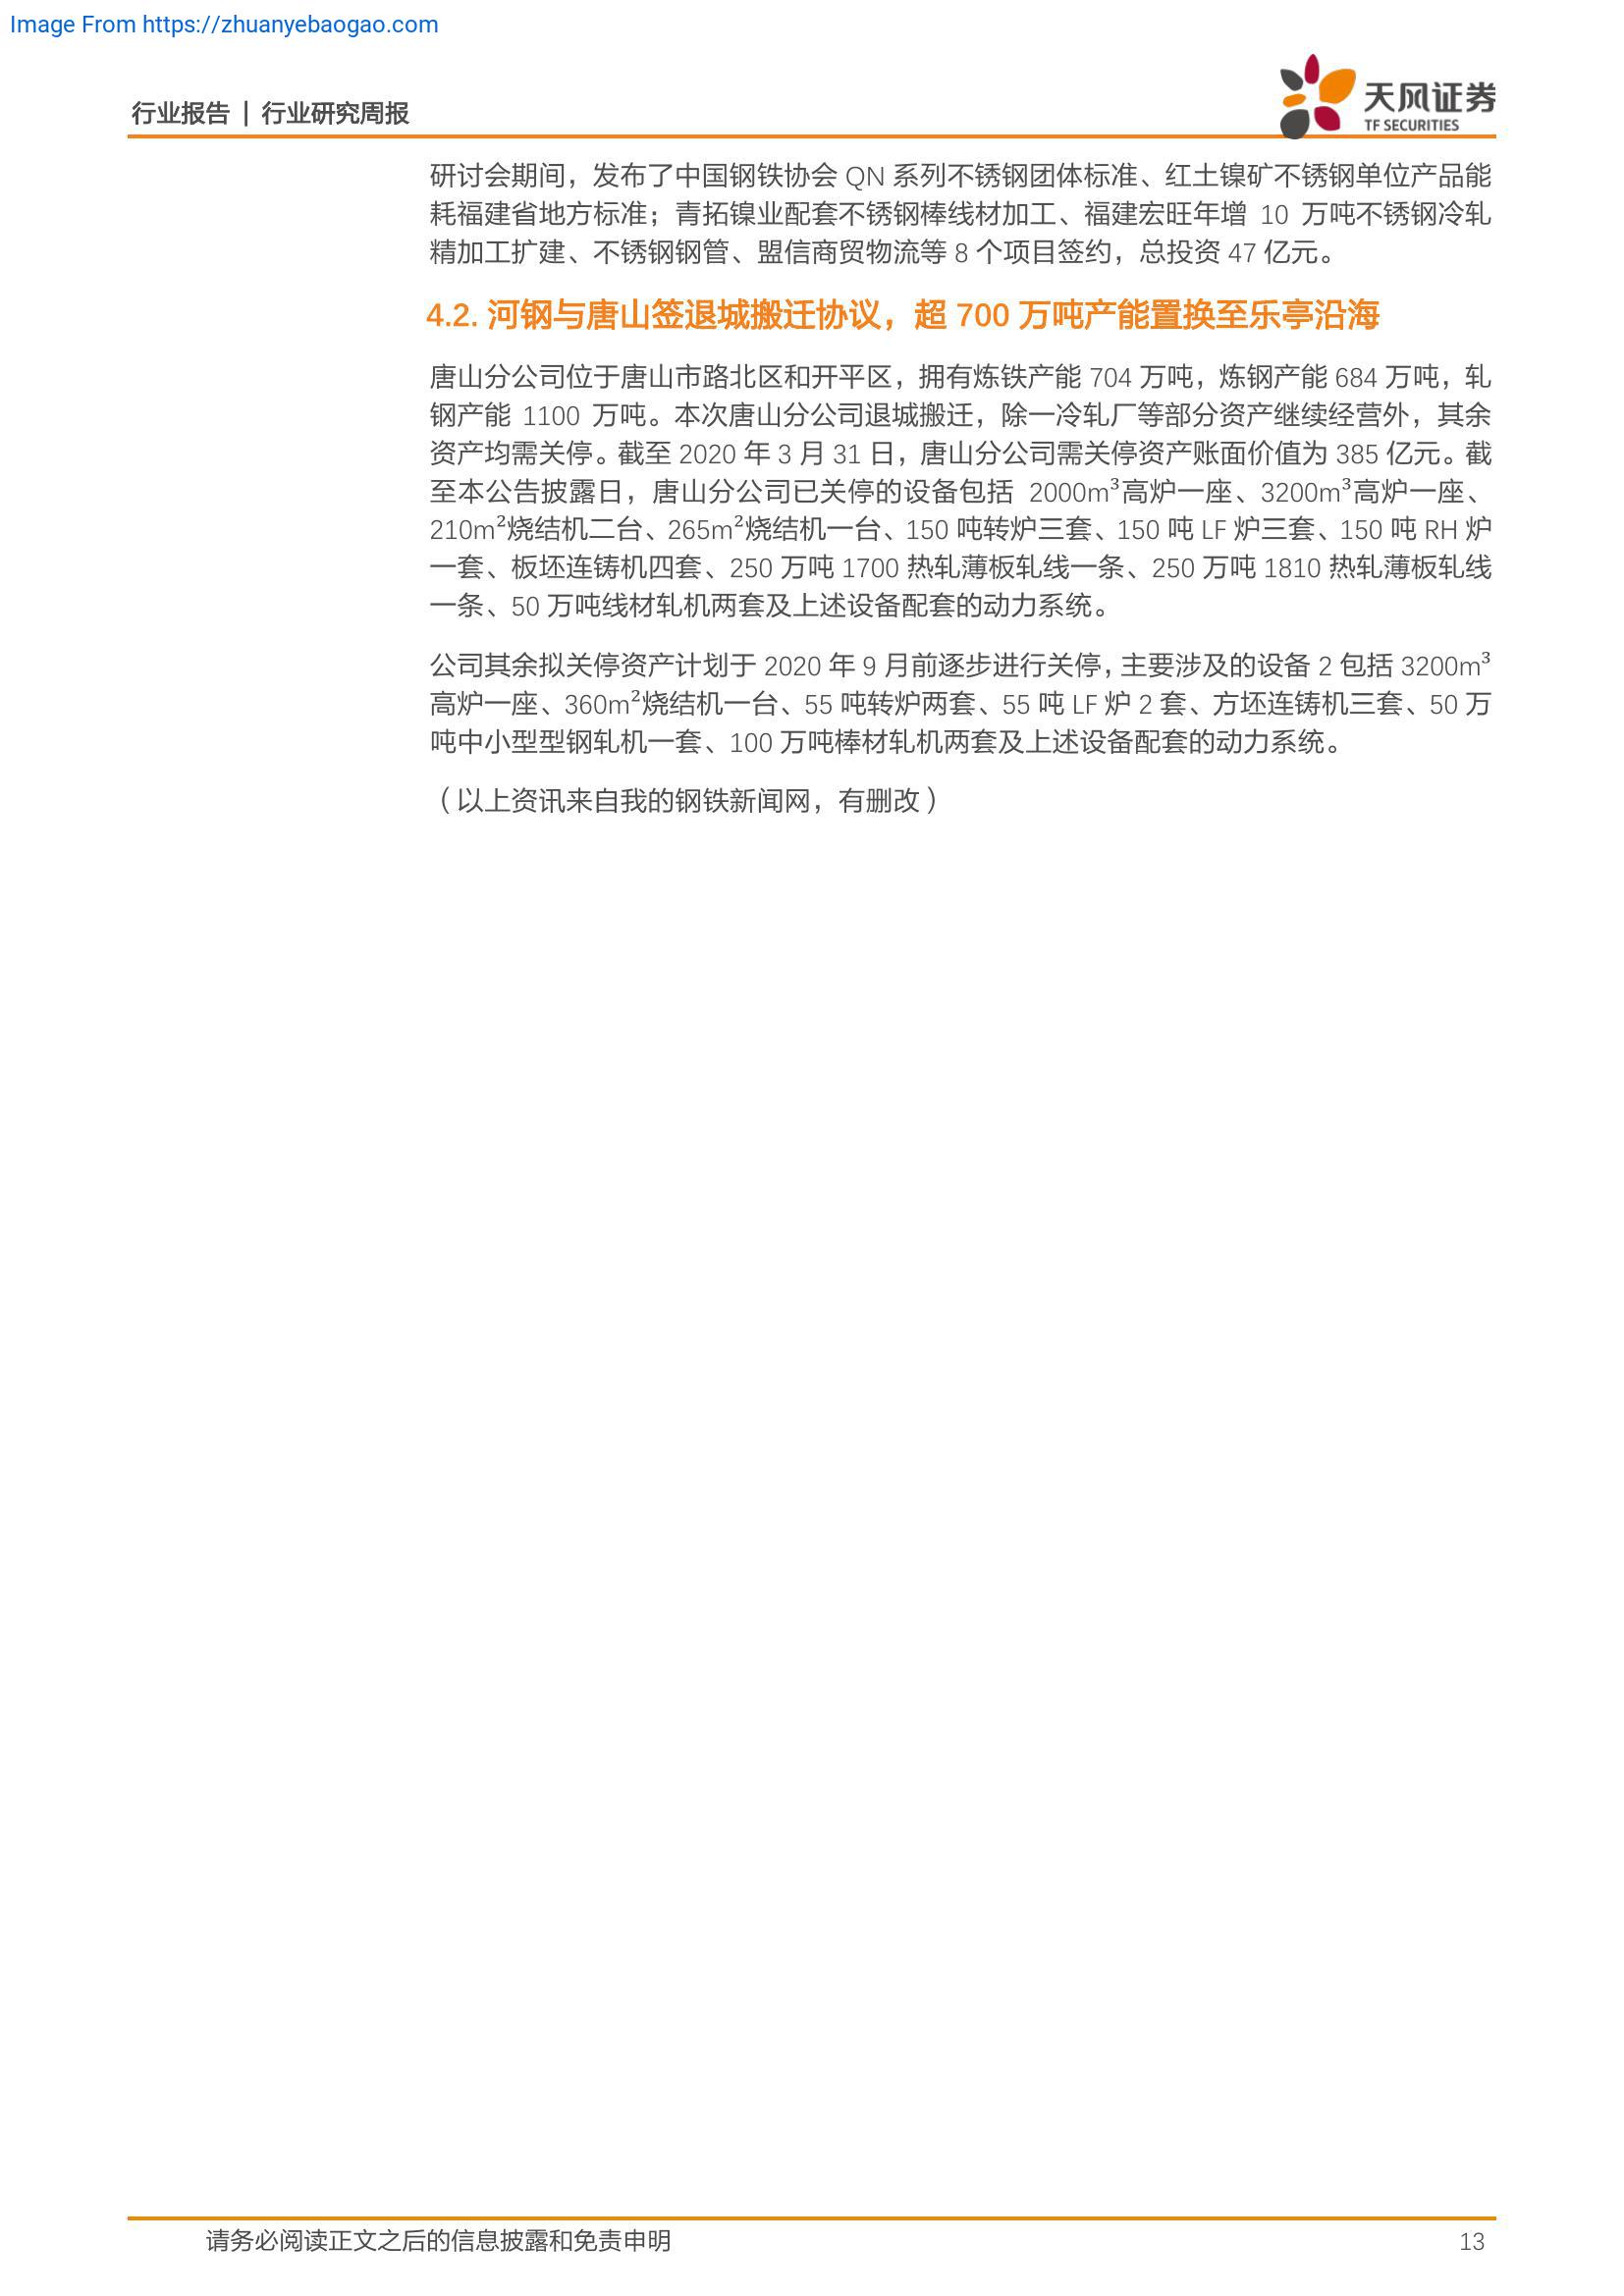 Image From https://zhuanyebaogao.com
行业报告 | 行业研究周报
天风证券
TF SECURITIES
研讨会期间，发布了中国钢铁协会 QN 系列不锈钢团体标准、红土镍矿不锈钢单位产品能
耗福建省地方标准；青拓镍业配套不锈钢棒线材加工、福建宏旺年增 10 万吨不锈钢冷轧
精加工扩建、不锈钢钢管、盟信商贸物流等 8 个项目签约，总投资 47 亿元。
4.2. 河钢与唐山签退城搬迁协议，超 700 万吨产能置换至乐亭沿海
唐山分公司位于唐山市路北区和开平区，拥有炼铁产能 704 万吨，炼钢产能 684 万吨，轧
钢产能 1100 万吨。本次唐山分公司退城搬迁，除一冷轧厂等部分资产继续经营外，其余
资产均需关停。截至 2020 年 3 月 31 日，唐山分公司需关停资产账面价值为 385 亿元。截
至本公告披露日，唐山分公司已关停的设备包括 2000m³高炉一座、3200m³高炉一座、
210m²烧结机二台、265m²烧结机一台、150 吨转炉三套、150 吨 LF 炉三套、150 吨 RH 炉
一套、板坯连铸机四套、250 万吨 1700 热轧薄板轧线一条、250 万吨 1810 热轧薄板轧线
一条、50 万吨线材轧机两套及上述设备配套的动力系统。
公司其余拟关停资产计划于 2020 年 9 月前逐步进行关停，主要涉及的设备 2 包括 3200m³
高炉一座、360m²烧结机一台、55 吨转炉两套、55 吨 LF 炉 2 套、方坯连铸机三套、50 万
吨中小型型钢轧机一套、100 万吨棒材轧机两套及上述设备配套的动力系统。
（以上资讯来自我的钢铁新闻网，有删改）
请务必阅读正文之后的信息披露和免责申明
13